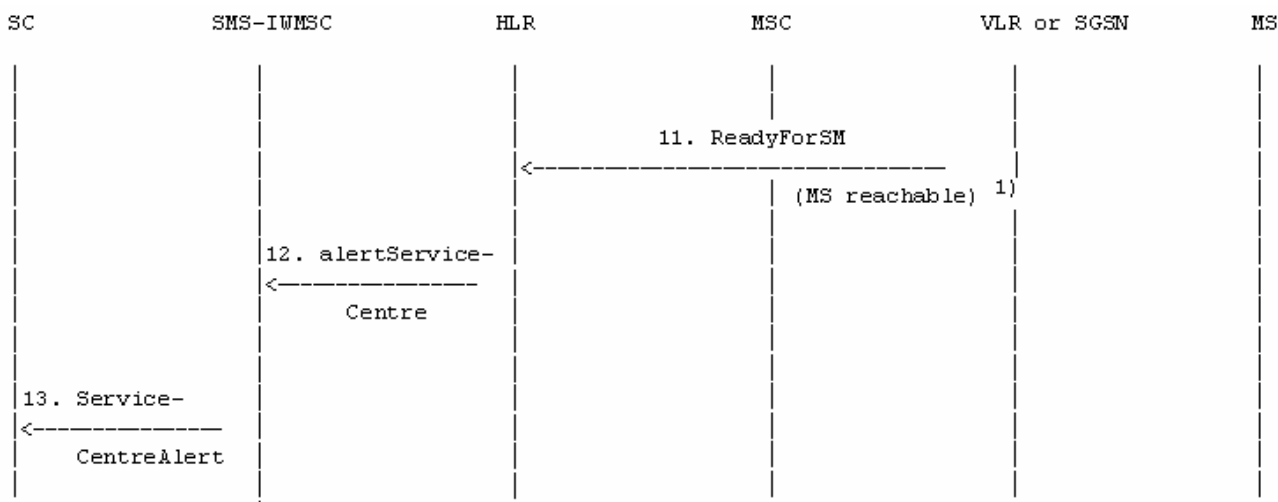 SC SMS-IWMSC HLR MSC VLR or SGSN MS
11. ReadyForSM
(MS reachable) 1)
12. alertService-
Centre
13. Service-
CentreAlert